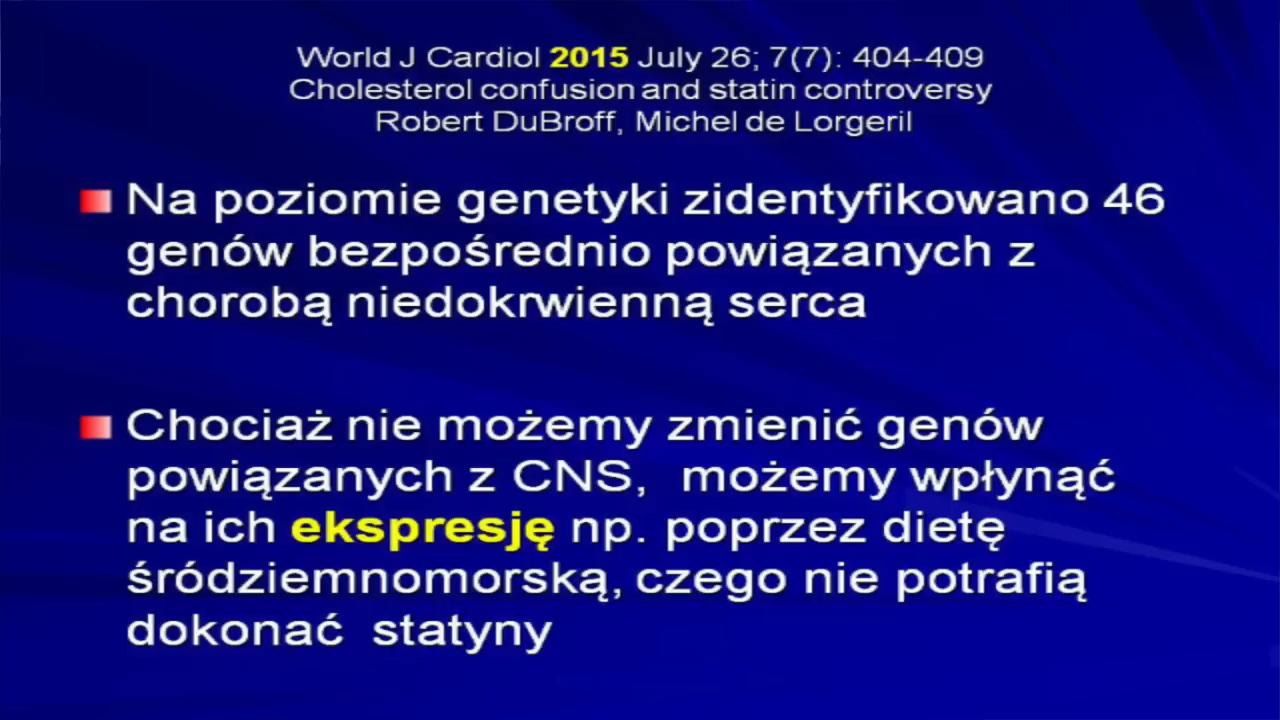 World J Cardiol 2015 July 26; 7(7): 404-409
Cholesterol confusion and statin controversy
Robert DuBroff, Michel de Lorgeril
Na poziomie genetyki zidentyfikowano 46
genów bezpośrednio powiązanych z
chorobą niedokrwienną serca
Chociaż nie możemy zmienić genów
powiązanych z CNS, możemy wpłynąć
na ich ekspresję np. poprzez dietę
śródziemnomorską, czego nie potrafią
dokonać statyny